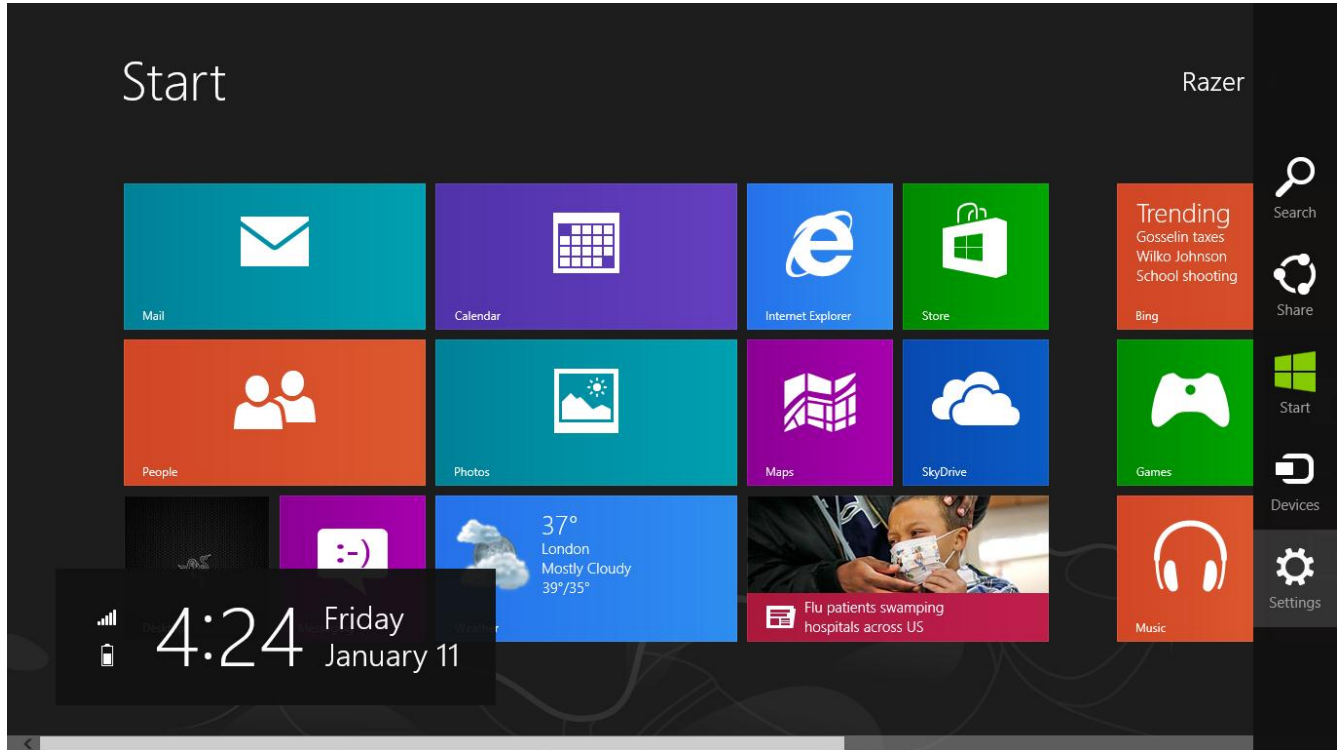 Start
Razer
Mail
Calendar
Internet Explorer
Store
Trending
Gosselin taxes
Wilko Johnson
School shooting
Bing
People
Photos
Maps
SkyDrive
Games
:-)
37°
London
Mostly Cloudy
39°/35°
Flu patients swamping
hospitals across US
Music
4:24
Friday
January 11
Search
Share
Start
Devices
Settings